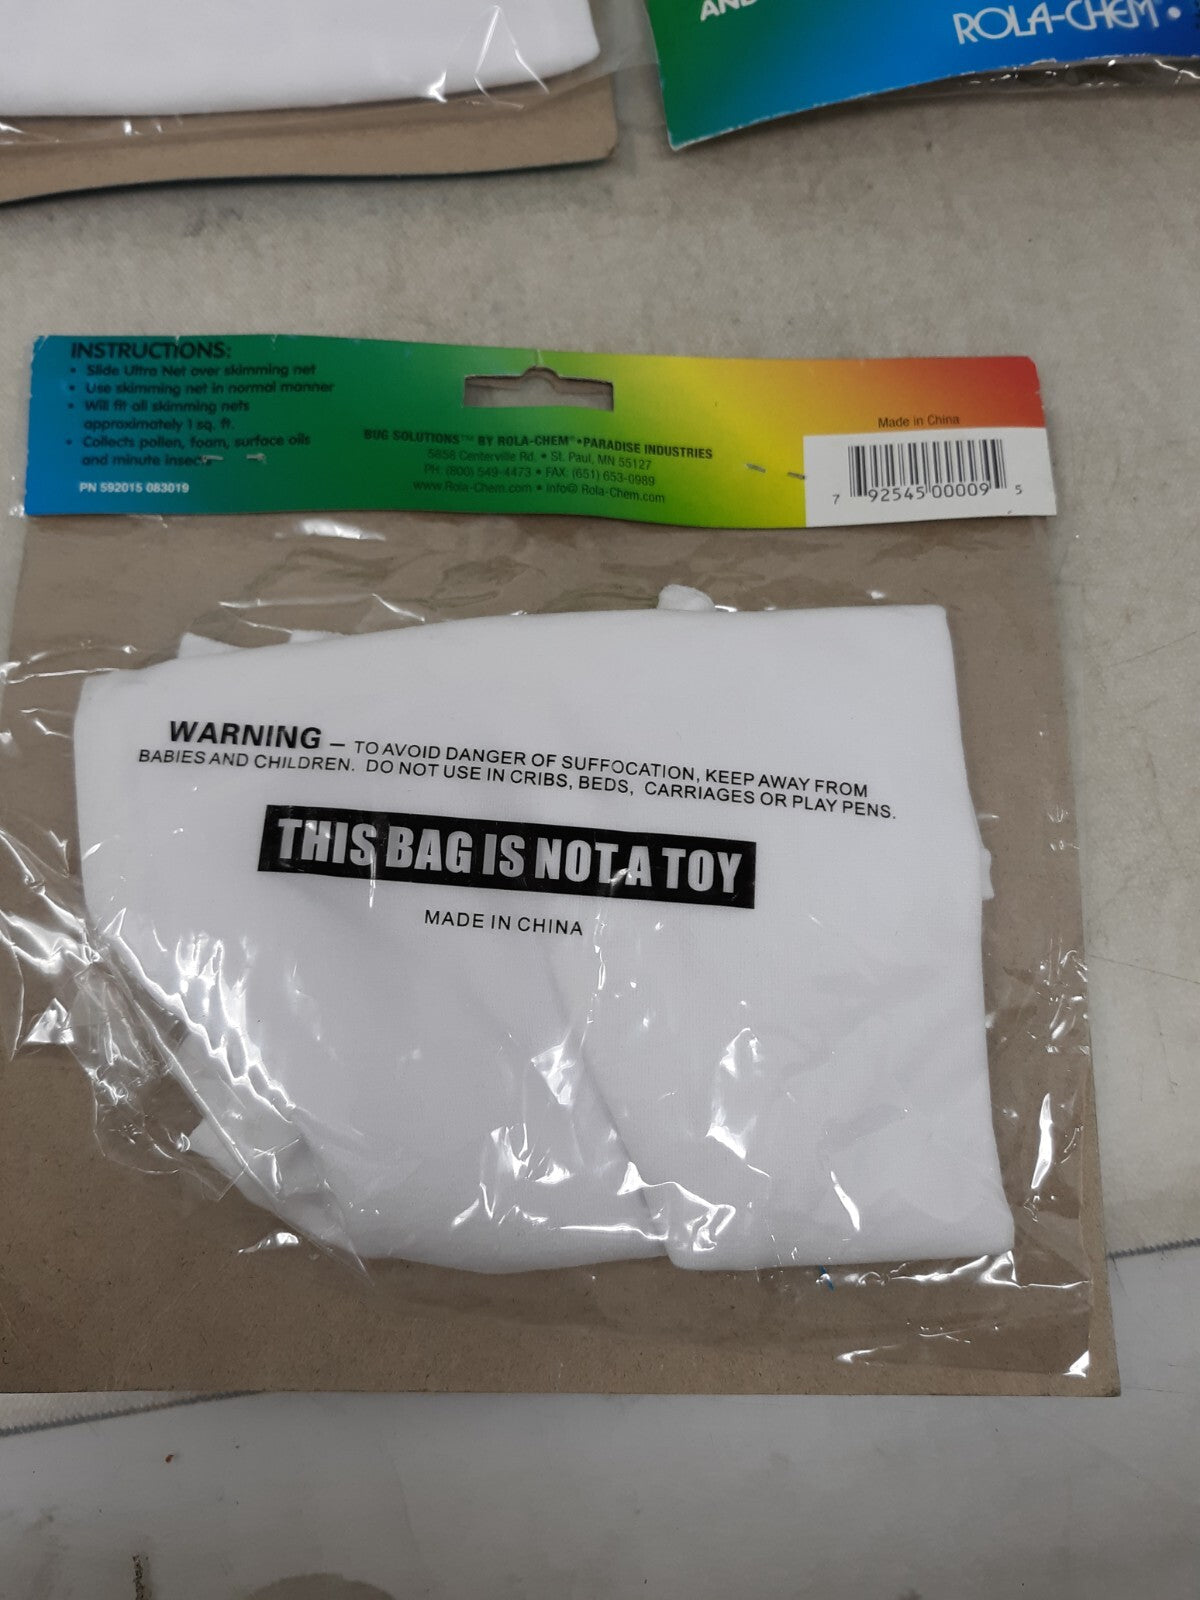 AND
ROLA-CHEM® •
INSTRUCTIONS:
• Slide Ultra Net over skimming net
• Use skimming net in normal manner
• Will fit all skimming nets
approximately 1 sq. ft.
• Collects pollen, foam, surface oils
and minute insects
PN 592015 083019
BUG SOLUTIONS™ BY ROLA-CHEM® • PARADISE INDUSTRIES
5858 Centerville Rd. • St. Paul, MN 55127
PH: (800) 549-4473 • FAX: (651) 653-0989
www.Rola-Chem.com • Info@Rola-Chem.com
Made in China
7 92545 00009 5
WARNING – TO AVOID DANGER OF SUFFOCATION, KEEP AWAY FROM
BABIES AND CHILDREN. DO NOT USE IN CRIBS, BEDS, CARRIAGES OR PLAY PENS.
THIS BAG IS NOT A TOY
MADE IN CHINA